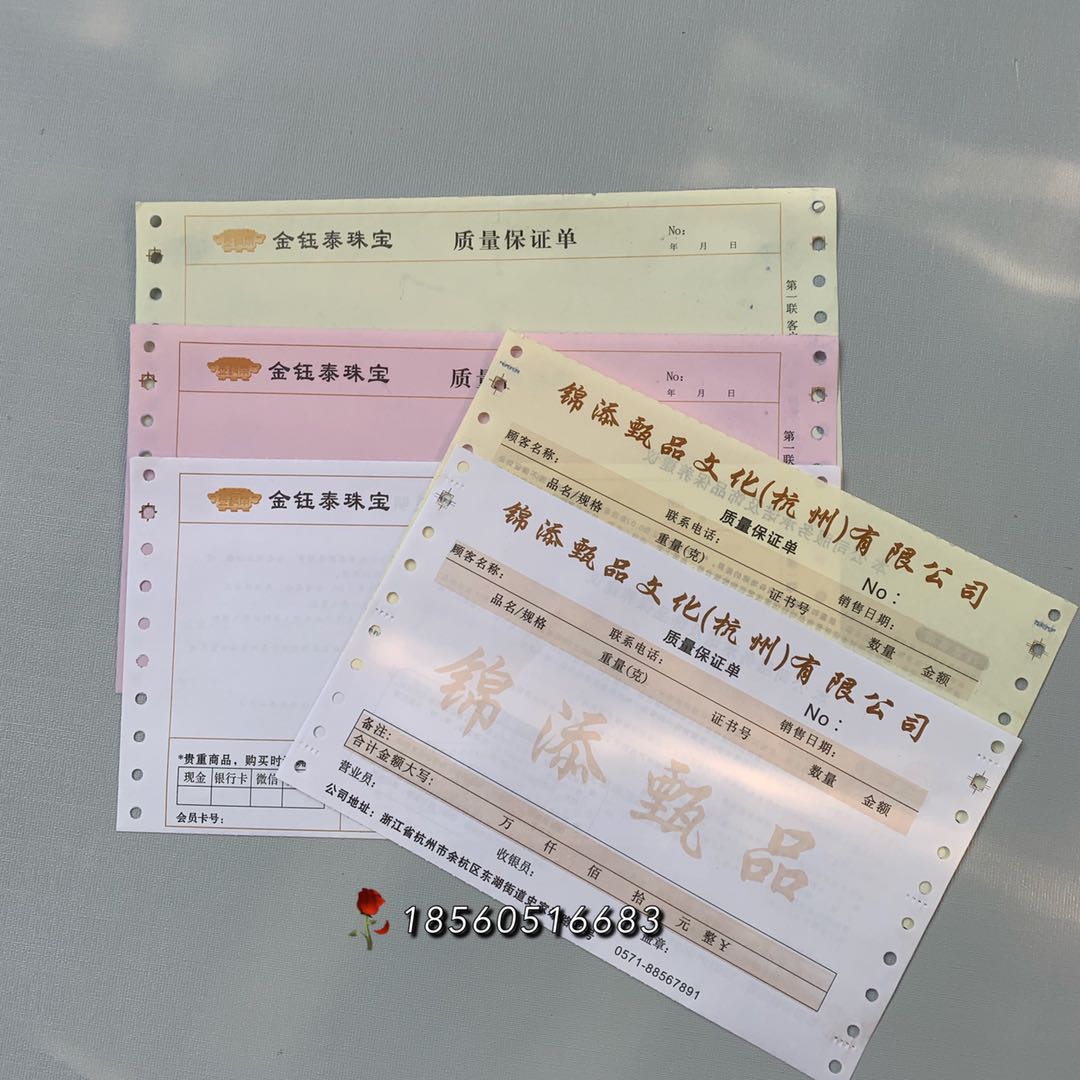 金钰泰珠宝 质量保证单 No:
年 月 日
第一联 客
金钰泰珠宝 质 No:
年 月 日
第一联
金钰泰珠宝
*贵重商品，购买时
现金 银行卡 微信
会员卡号：
锦添甄品文化(杭州)有限公司
质量保证单 No：
顾客名称： 联系电话： 销售日期：
品名/规格 重量(克) 证书号 数量 金额
锦添甄品文化(杭州)有限公司
质量保证单 No：
顾客名称： 联系电话： 销售日期：
品名/规格 重量(克) 证书号 数量 金额
锦添甄品
备注：
合计金额大写： 万 仟 佰 拾 元 整¥
营业员： 收银员： 盖章：
公司地址：浙江省杭州市余杭区东湖街道 号 0571-88567891
18560516683